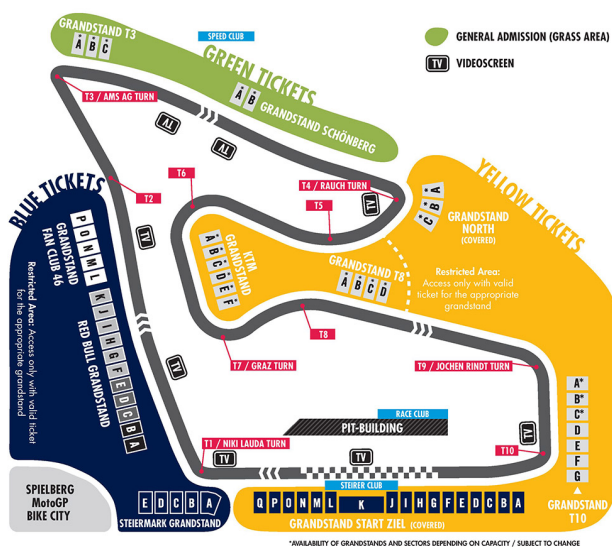 GRANDSTAND T3
A B C
SPEED CLUB
GREEN TICKETS
A B
GRANDSTAND SCHÖNBERG
GENERAL ADMISSION (GRASS AREA)
TV VIDEOSCREEN
T3 / AMS AG TURN
TV
TV
T2
T6
T4 / RAUCH TURN
TV
T5
YELLOW TICKETS
C* B* A*
GRANDSTAND
NORTH
(COVERED)
BLUE TICKETS
P O N M L
GRANDSTAND
FAN CLUB 46
TV
A* B C D E F*
KTM
GRANDSTAND
GRANDSTAND T8
A B C D
Restricted Area:
Access only with valid
ticket for the appropriate
grandstand
Restricted Area: Access
only with valid ticket
for the appropriate
grandstand
K J I H G F E D C B A
RED BULL GRANDSTAND
TV
T8
T7 / GRAZ TURN
T9 / JOCHEN RINDT TURN
RACE CLUB
PIT-BUILDING
A*
B*
C*
D
E
F
G
GRANDSTAND
T10
T10
TV
T1 / NIKI LAUDA TURN
TV
TV
STEIRER CLUB
SPIELBERG
MotoGP
BIKE CITY
E D C B A
STEIERMARK GRANDSTAND
Q P O N M L K J I H G F E D C B A
GRANDSTAND START ZIEL (COVERED)
*AVAILABILITY OF GRANDSTANDS AND SECTORS DEPENDING ON CAPACITY / SUBJECT TO CHANGE